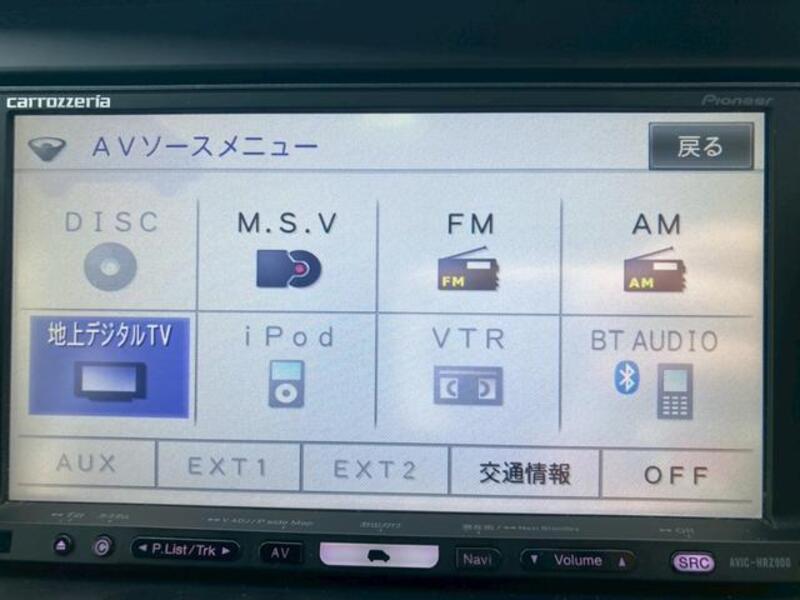 carrozzeria
Pioneer
AVソースメニュー
戻る
DISC
M.S.V
FM
AM
FM
AM
地上デジタルTV
iPod
VTR
BT AUDIO
AUX
EXT1
EXT2
交通情報
OFF
P.List/Trk
AV
Navi
Volume
SRC
AVIC-HRZ900